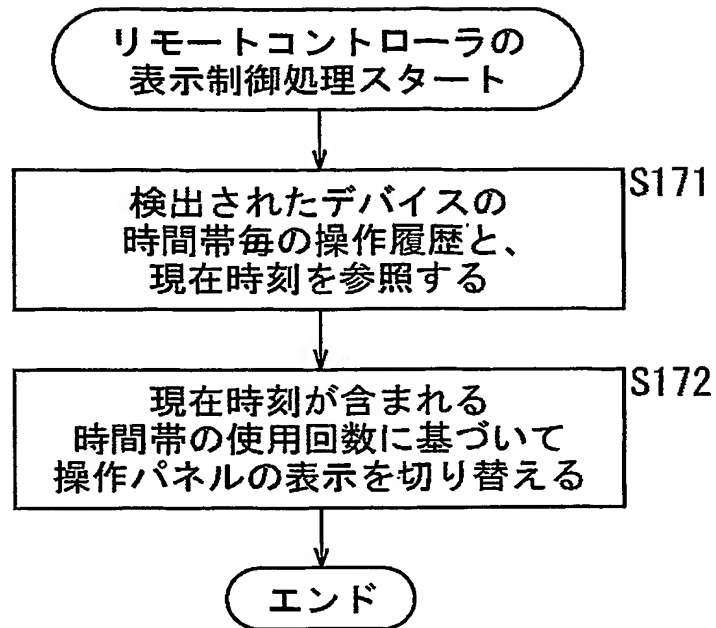 リモートコントローラの
表示制御処理スタート
S171
検出されたデバイスの
時間帯毎の操作履歴と、
現在時刻を参照する
S172
現在時刻が含まれる
時間帯の使用回数に基づいて
操作パネルの表示を切り替える
エンド